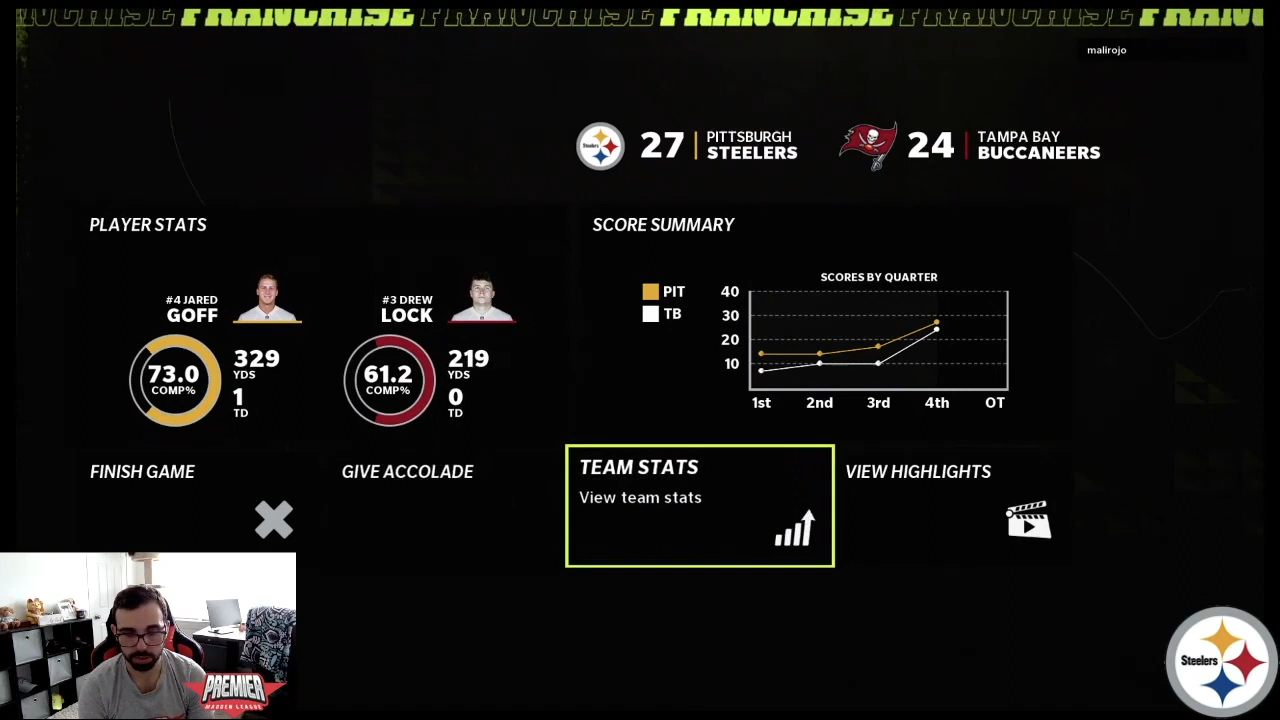 FRANCHISE FRANCHISE FRANCHISE FRANCHISE
malirojo
27 PITTSBURGH STEELERS
24 TAMPA BAY BUCCANEERS
PLAYER STATS
SCORE SUMMARY
#4 JARED
GOFF
73.0
COMP%
329
YDS
1
TD
#3 DREW
LOCK
61.2
COMP%
219
YDS
0
TD
SCORES BY QUARTER
PIT
TB
40
30
20
10
1st 2nd 3rd 4th OT
FINISH GAME
GIVE ACCOLADE
TEAM STATS
View team stats
VIEW HIGHLIGHTS
PREMIER
MADDEN LEAGUE
Steelers
Steelers